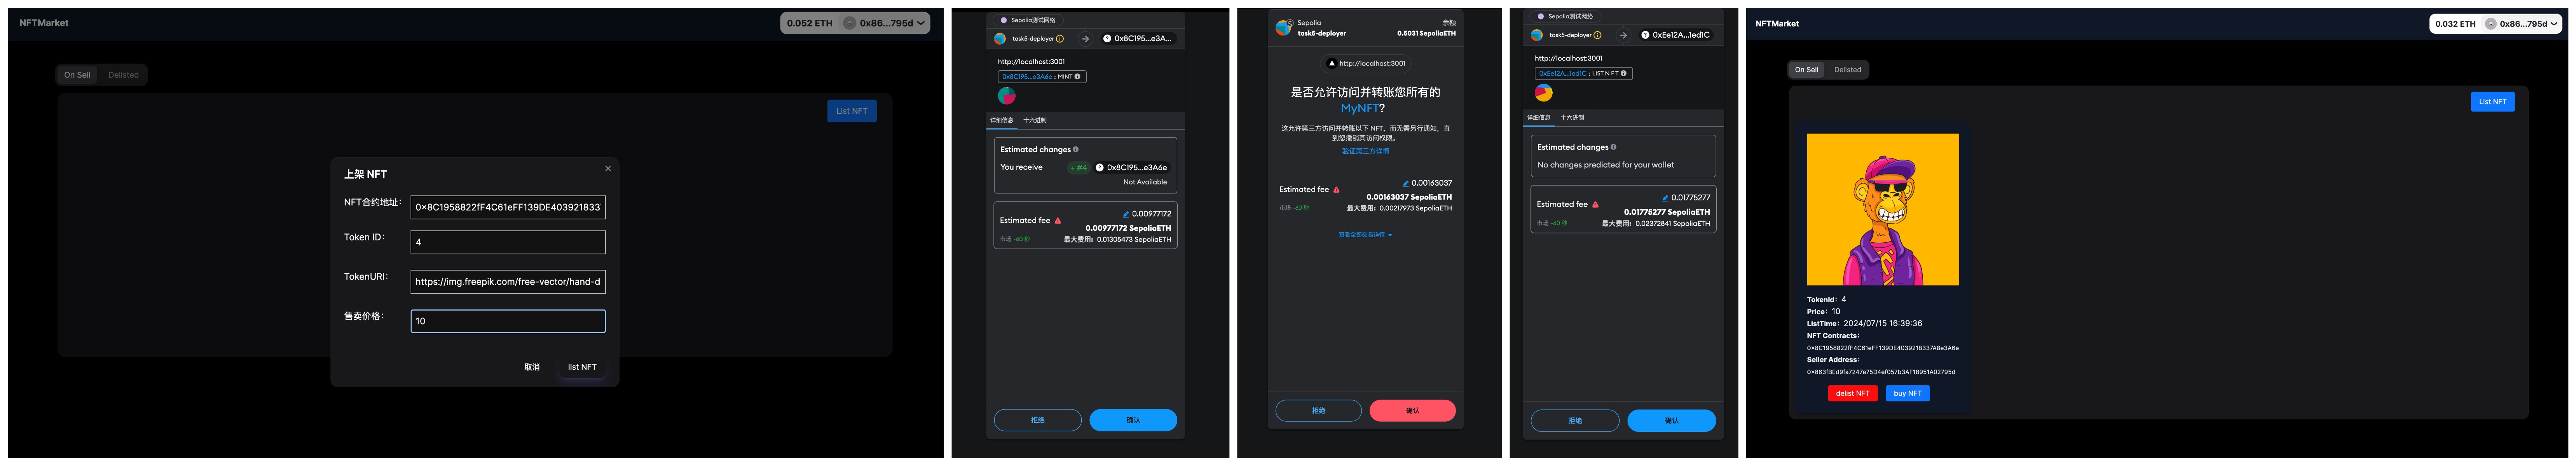 NFTMarket
0.052 ETH
0x86...795d
On Sell
Delisted
List NFT
上架 NFT
NFT合约地址:
0x8C1958822fF4C61eFF139DE403921833
Token ID:
4
TokenURI:
https://img.freepik.com/free-vector/hand-d
售卖价格:
10
取消
list NFT
Sepolia测试网络
task5-deployer
0x8C195...e3A...
http://localhost:3001
0x8C195...e3A6e : MINT
详细信息
十六进制
Estimated changes
You receive
+ #4
0x8C195...e3A6e
Not Available
Estimated fee
0.00977172
0.00977172 SepoliaETH
市场 ~60 秒
最大费用: 0.01305473 SepoliaETH
拒绝
确认
Sepolia
task5-deployer
余额
0.5031 SepoliaETH
http://localhost:3001
是否允许访问并转账您所有的
MyNFT?
这允许第三方访问并转账以下 NFT，而无需另行通知，直
到您撤销其访问权限。
验证第三方详情
Estimated fee
0.00163037
0.00163037 SepoliaETH
市场 ~60 秒
最大费用: 0.00217973 SepoliaETH
查看全部交易详情
拒绝
确认
Sepolia测试网络
task5-deployer
0xEe12A...1ed1C
http://localhost:3001
0xEe12A...1ed1C : LIST N F T
详细信息
十六进制
Estimated changes
No changes predicted for your wallet
Estimated fee
0.01775277
0.01775277 SepoliaETH
市场 ~60 秒
最大费用: 0.02372841 SepoliaETH
拒绝
确认
NFTMarket
0.032 ETH
0x86...795d
On Sell
Delisted
List NFT
TokenId: 4
Price: 10
ListTime: 2024/07/15 16:39:36
NFT Contracts:
0x8C1958822fF4C61eFF139DE4039218337A8e3A6e
Seller Address:
0x863fBEd9fa7247e75D4ef057b3AF18951A02795d
delist NFT
buy NFT